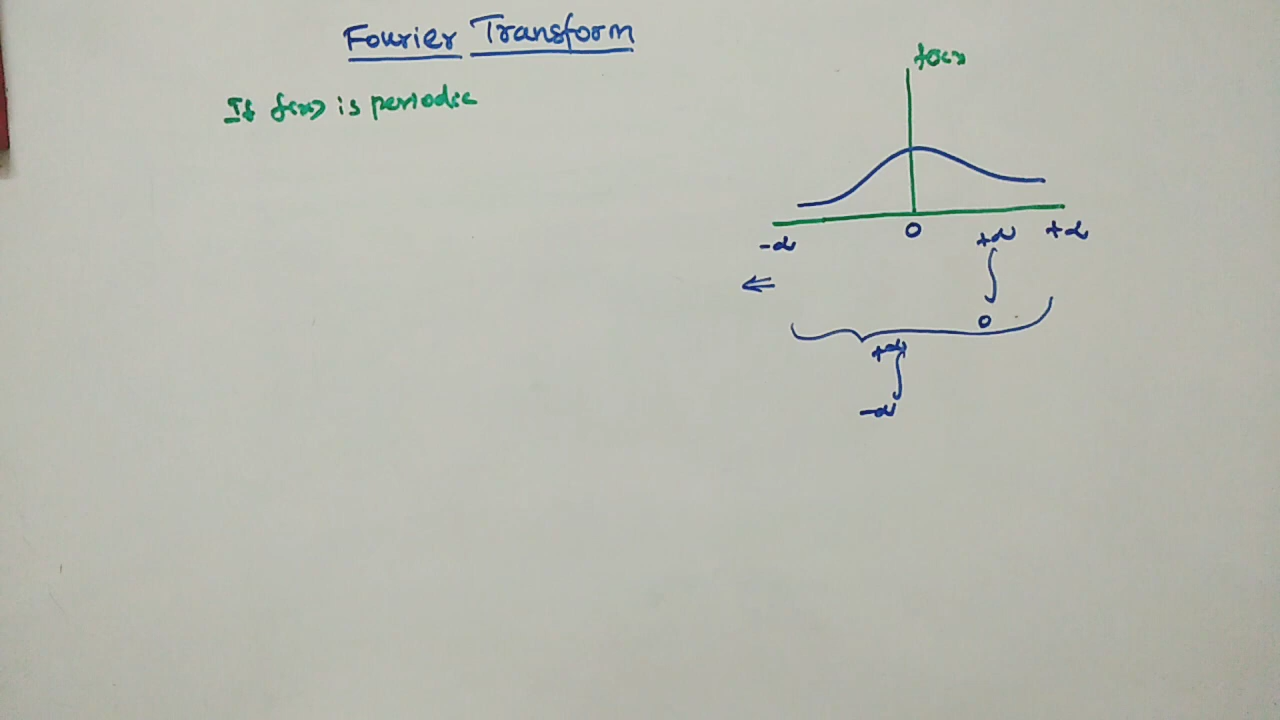 Fourier Transform
If f(x) is periodic
f(x)
-∞ 0 +∞ +∞
∫
0
+∞
∫
-∞